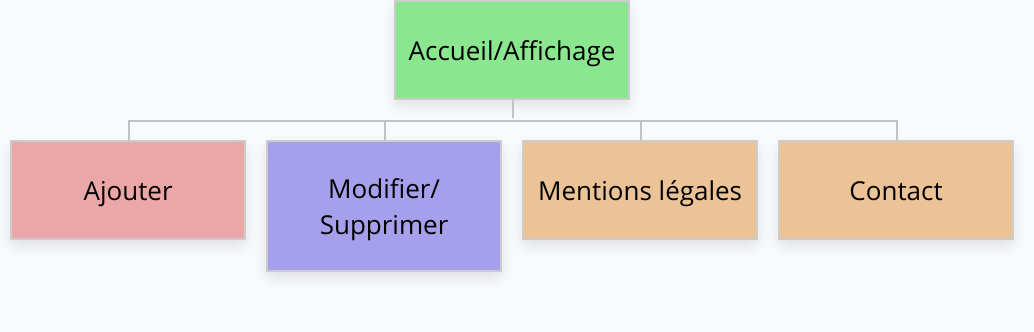 Accueil/Affichage
Ajouter
Modifier/
Supprimer
Mentions légales
Contact